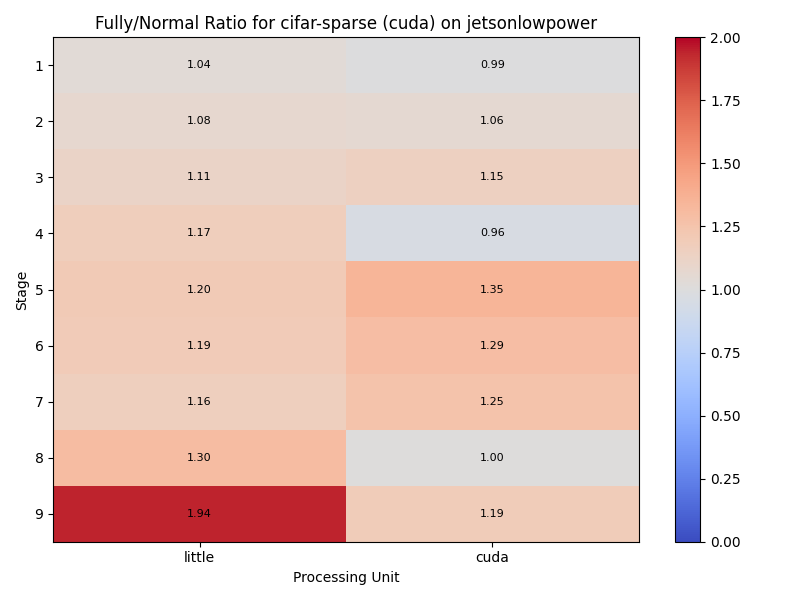 Fully/Normal Ratio for cifar-sparse (cuda) on jetsonlowpower
1 1.04 0.99
2 1.08 1.06
3 1.11 1.15
4 1.17 0.96
5 1.20 1.35
6 1.19 1.29
7 1.16 1.25
8 1.30 1.00
9 1.94 1.19
little cuda
Processing Unit
Stage
2.00
1.75
1.50
1.25
1.00
0.75
0.50
0.25
0.00